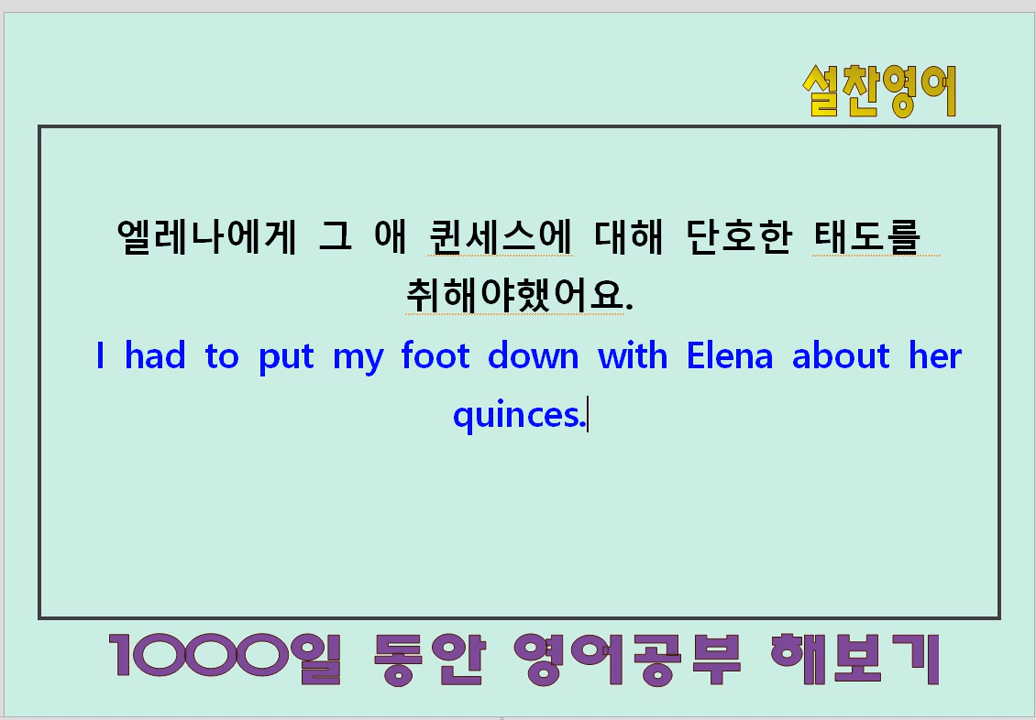 설찬영어
엘레나에게 그 애 퀸세스에 대해 단호한 태도를
취해야했어요.
I had to put my foot down with Elena about her
quinces.
1000일 동안 영어공부 해보기